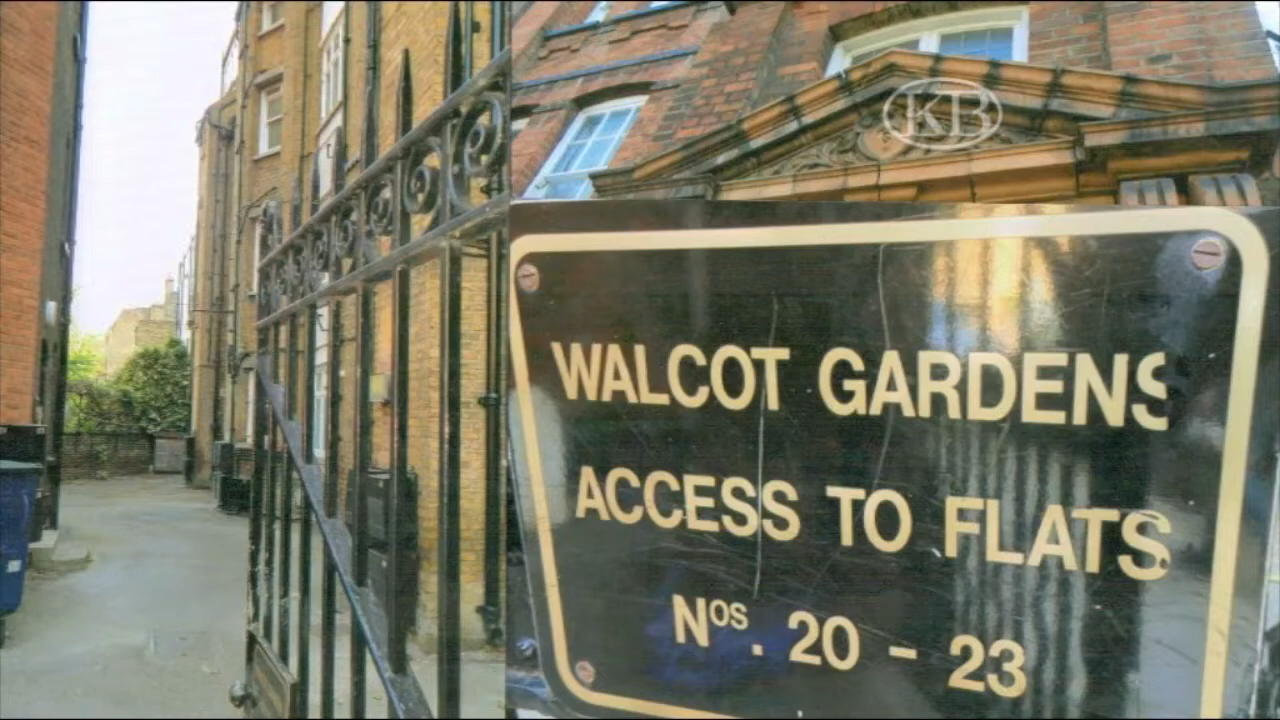 KB
WALCOT GARDENS
ACCESS TO FLATS
Nos. 20 - 23